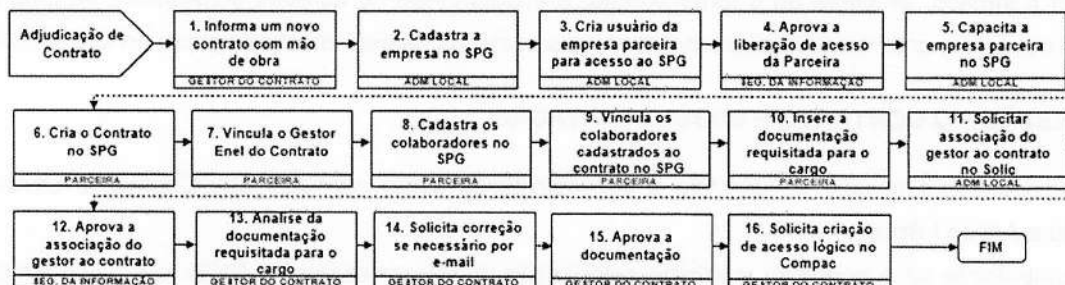 Adjudicação de
Contrato
1. Informa um novo
contrato com mão
de obra
GESTOR DO CONTRATO
2. Cadastra a
empresa no SPG
ADM LOCAL
3. Cria usuário da
empresa parceira
para acesso ao SPG
ADM LOCAL
4. Aprova a
liberação de acesso
da Parceira
SEG. DA INFORMAÇÃO
5. Capacita a
empresa parceira
no SPG
ADM LOCAL
6. Cria o Contrato
no SPG
PARCEIRA
7. Vincula o Gestor
Enel do Contrato
PARCEIRA
8. Cadastra os
colaboradores no
SPG
PARCEIRA
9. Vincula os
colaboradores
cadastrados ao
contrato no SPG
PARCEIRA
10. Insere a
documentação
requisitada para o
cargo
PARCEIRA
11. Solicitar
associação do
gestor ao contrato
no Solic
ADM LOCAL
12. Aprova a
associação do
gestor ao contrato
SEG. DA INFORMAÇÃO
13. Analise da
documentação
requisitada para o
cargo
GESTOR DO CONTRATO
14. Solicita correção
se necessário por
e-mail
GESTOR DO CONTRATO
15. Aprova a
documentação
GESTOR DO CONTRATO
16. Solicita criação
de acesso lógico no
Compac
GESTOR DO CONTRATO
FIM